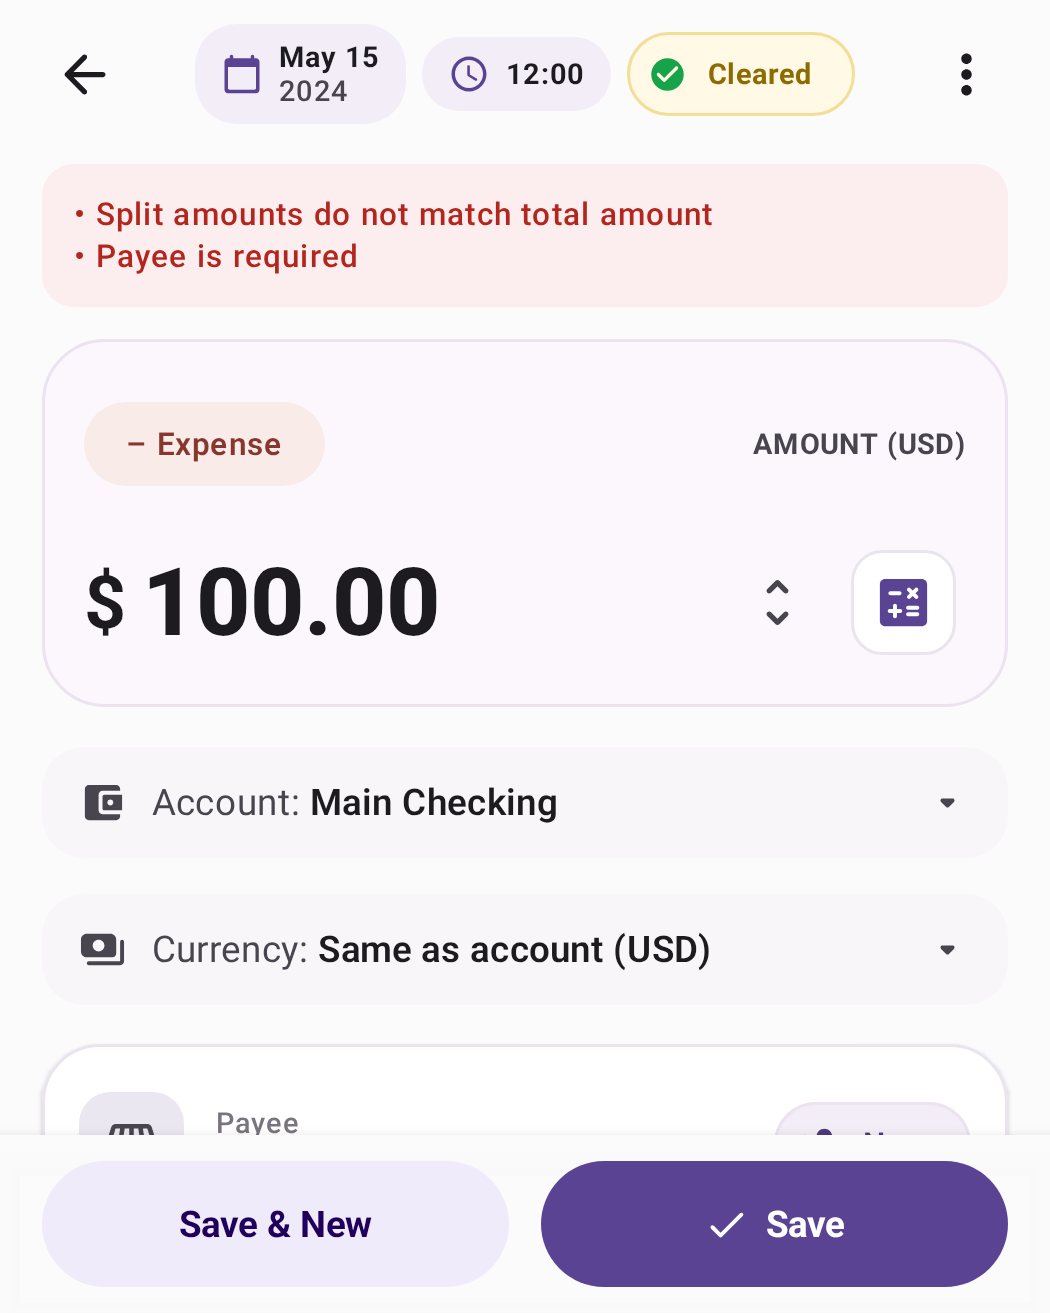 May 15
2024
12:00
Cleared
• Split amounts do not match total amount
• Payee is required
– Expense
AMOUNT (USD)
$ 100.00
Account: Main Checking
Currency: Same as account (USD)
Payee
Save & New
Save